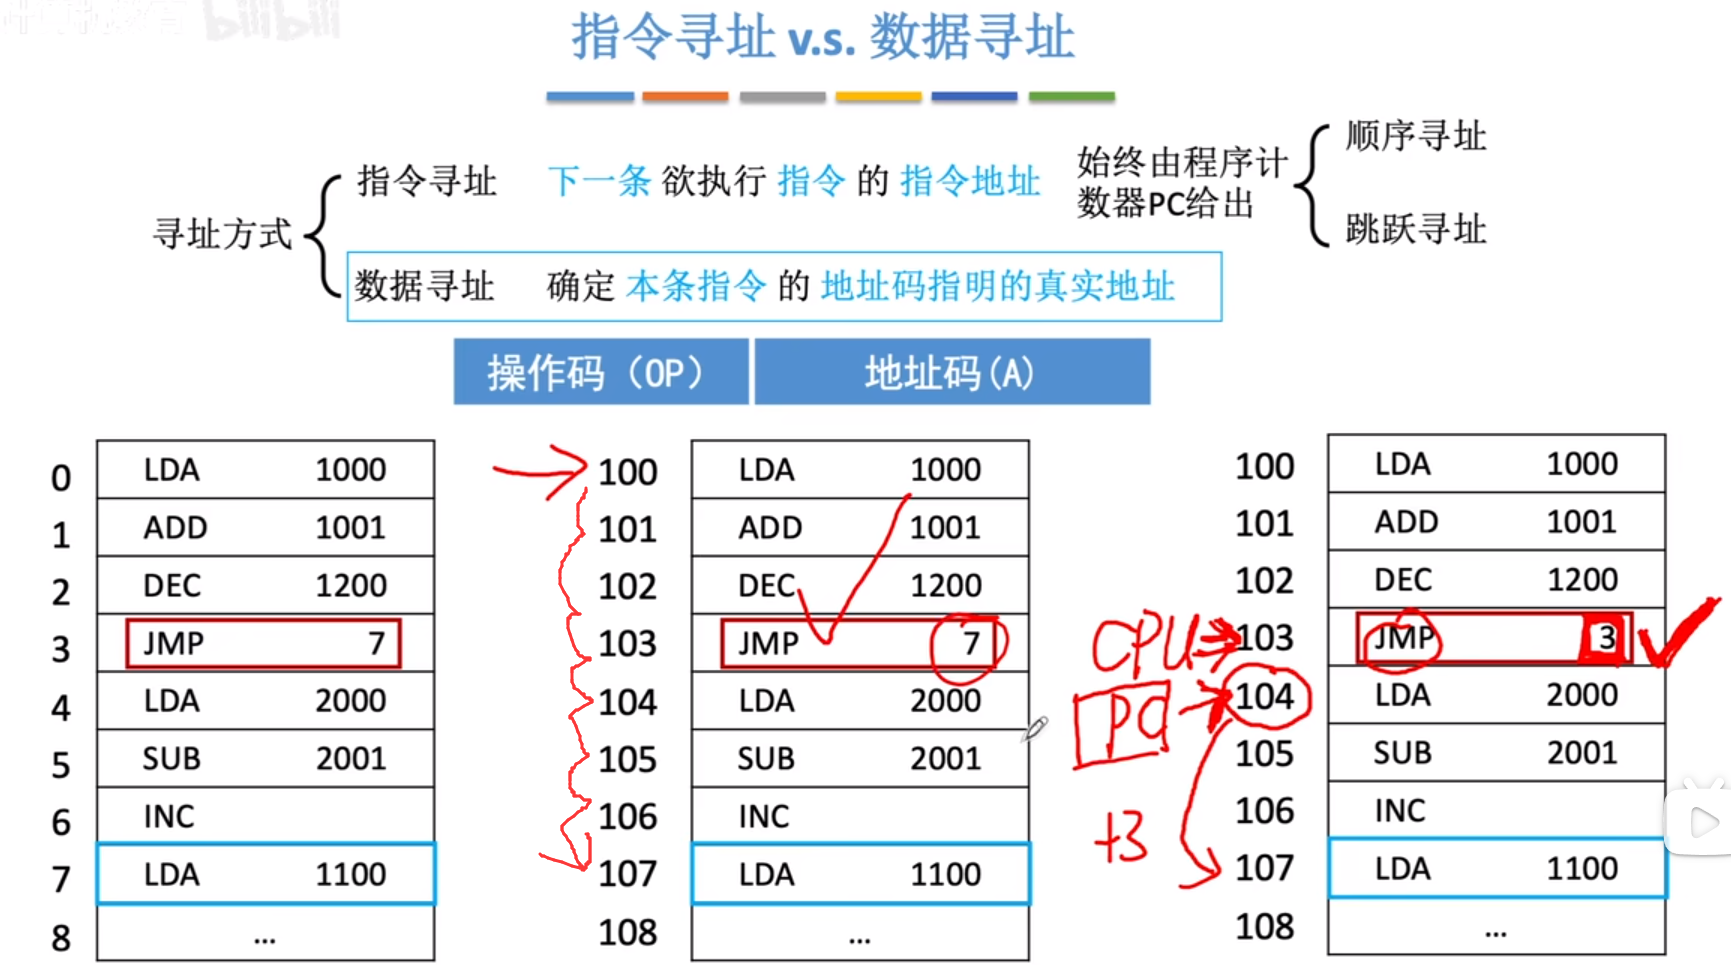 bilibili
指令寻址 v.s. 数据寻址
寻址方式
指令寻址 下一条 欲执行 指令 的 指令地址
始终由程序计
数器PC给出
顺序寻址
跳跃寻址
数据寻址 确定 本条指令 的 地址码指明的真实地址
操作码（OP） 地址码(A)
0 LDA 1000
1 ADD 1001
2 DEC 1200
3 JMP 7
4 LDA 2000
5 SUB 2001
6 INC
7 LDA 1100
8 ...
100 LDA 1000
101 ADD 1001
102 DEC 1200
103 JMP 7
104 LDA 2000
105 SUB 2001
106 INC
107 LDA 1100
108 ...
CPU
PC
+3
100 LDA 1000
101 ADD 1001
102 DEC 1200
103 JMP 3
104 LDA 2000
105 SUB 2001
106 INC
107 LDA 1100
108 ...